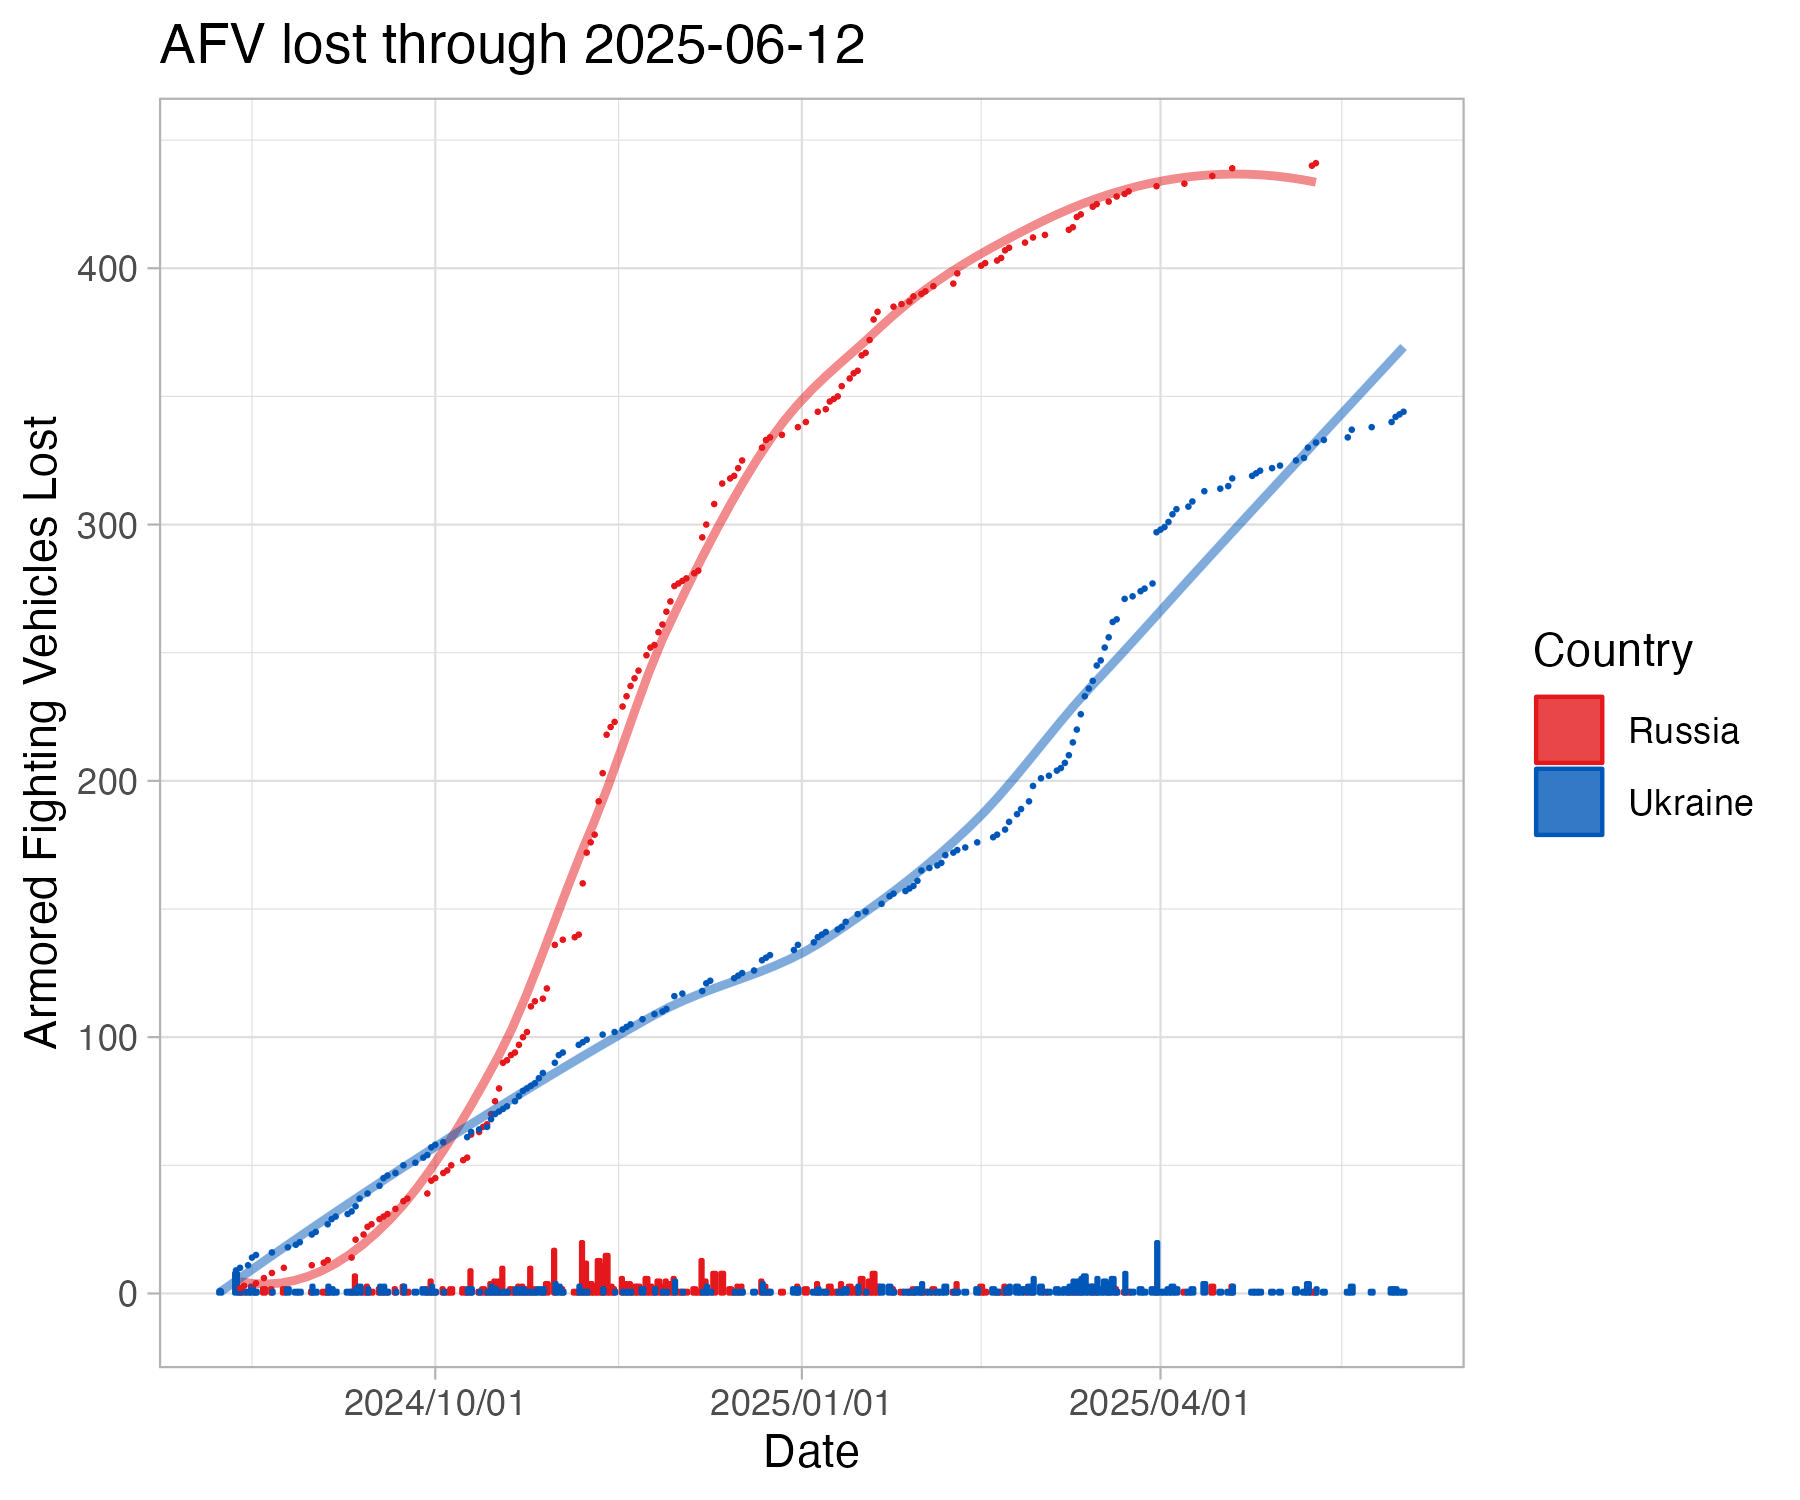 AFV lost through 2025-06-12
Armored Fighting Vehicles Lost
400
300
200
100
0
2024/10/01
2025/01/01
2025/04/01
Date
Country
Russia
Ukraine